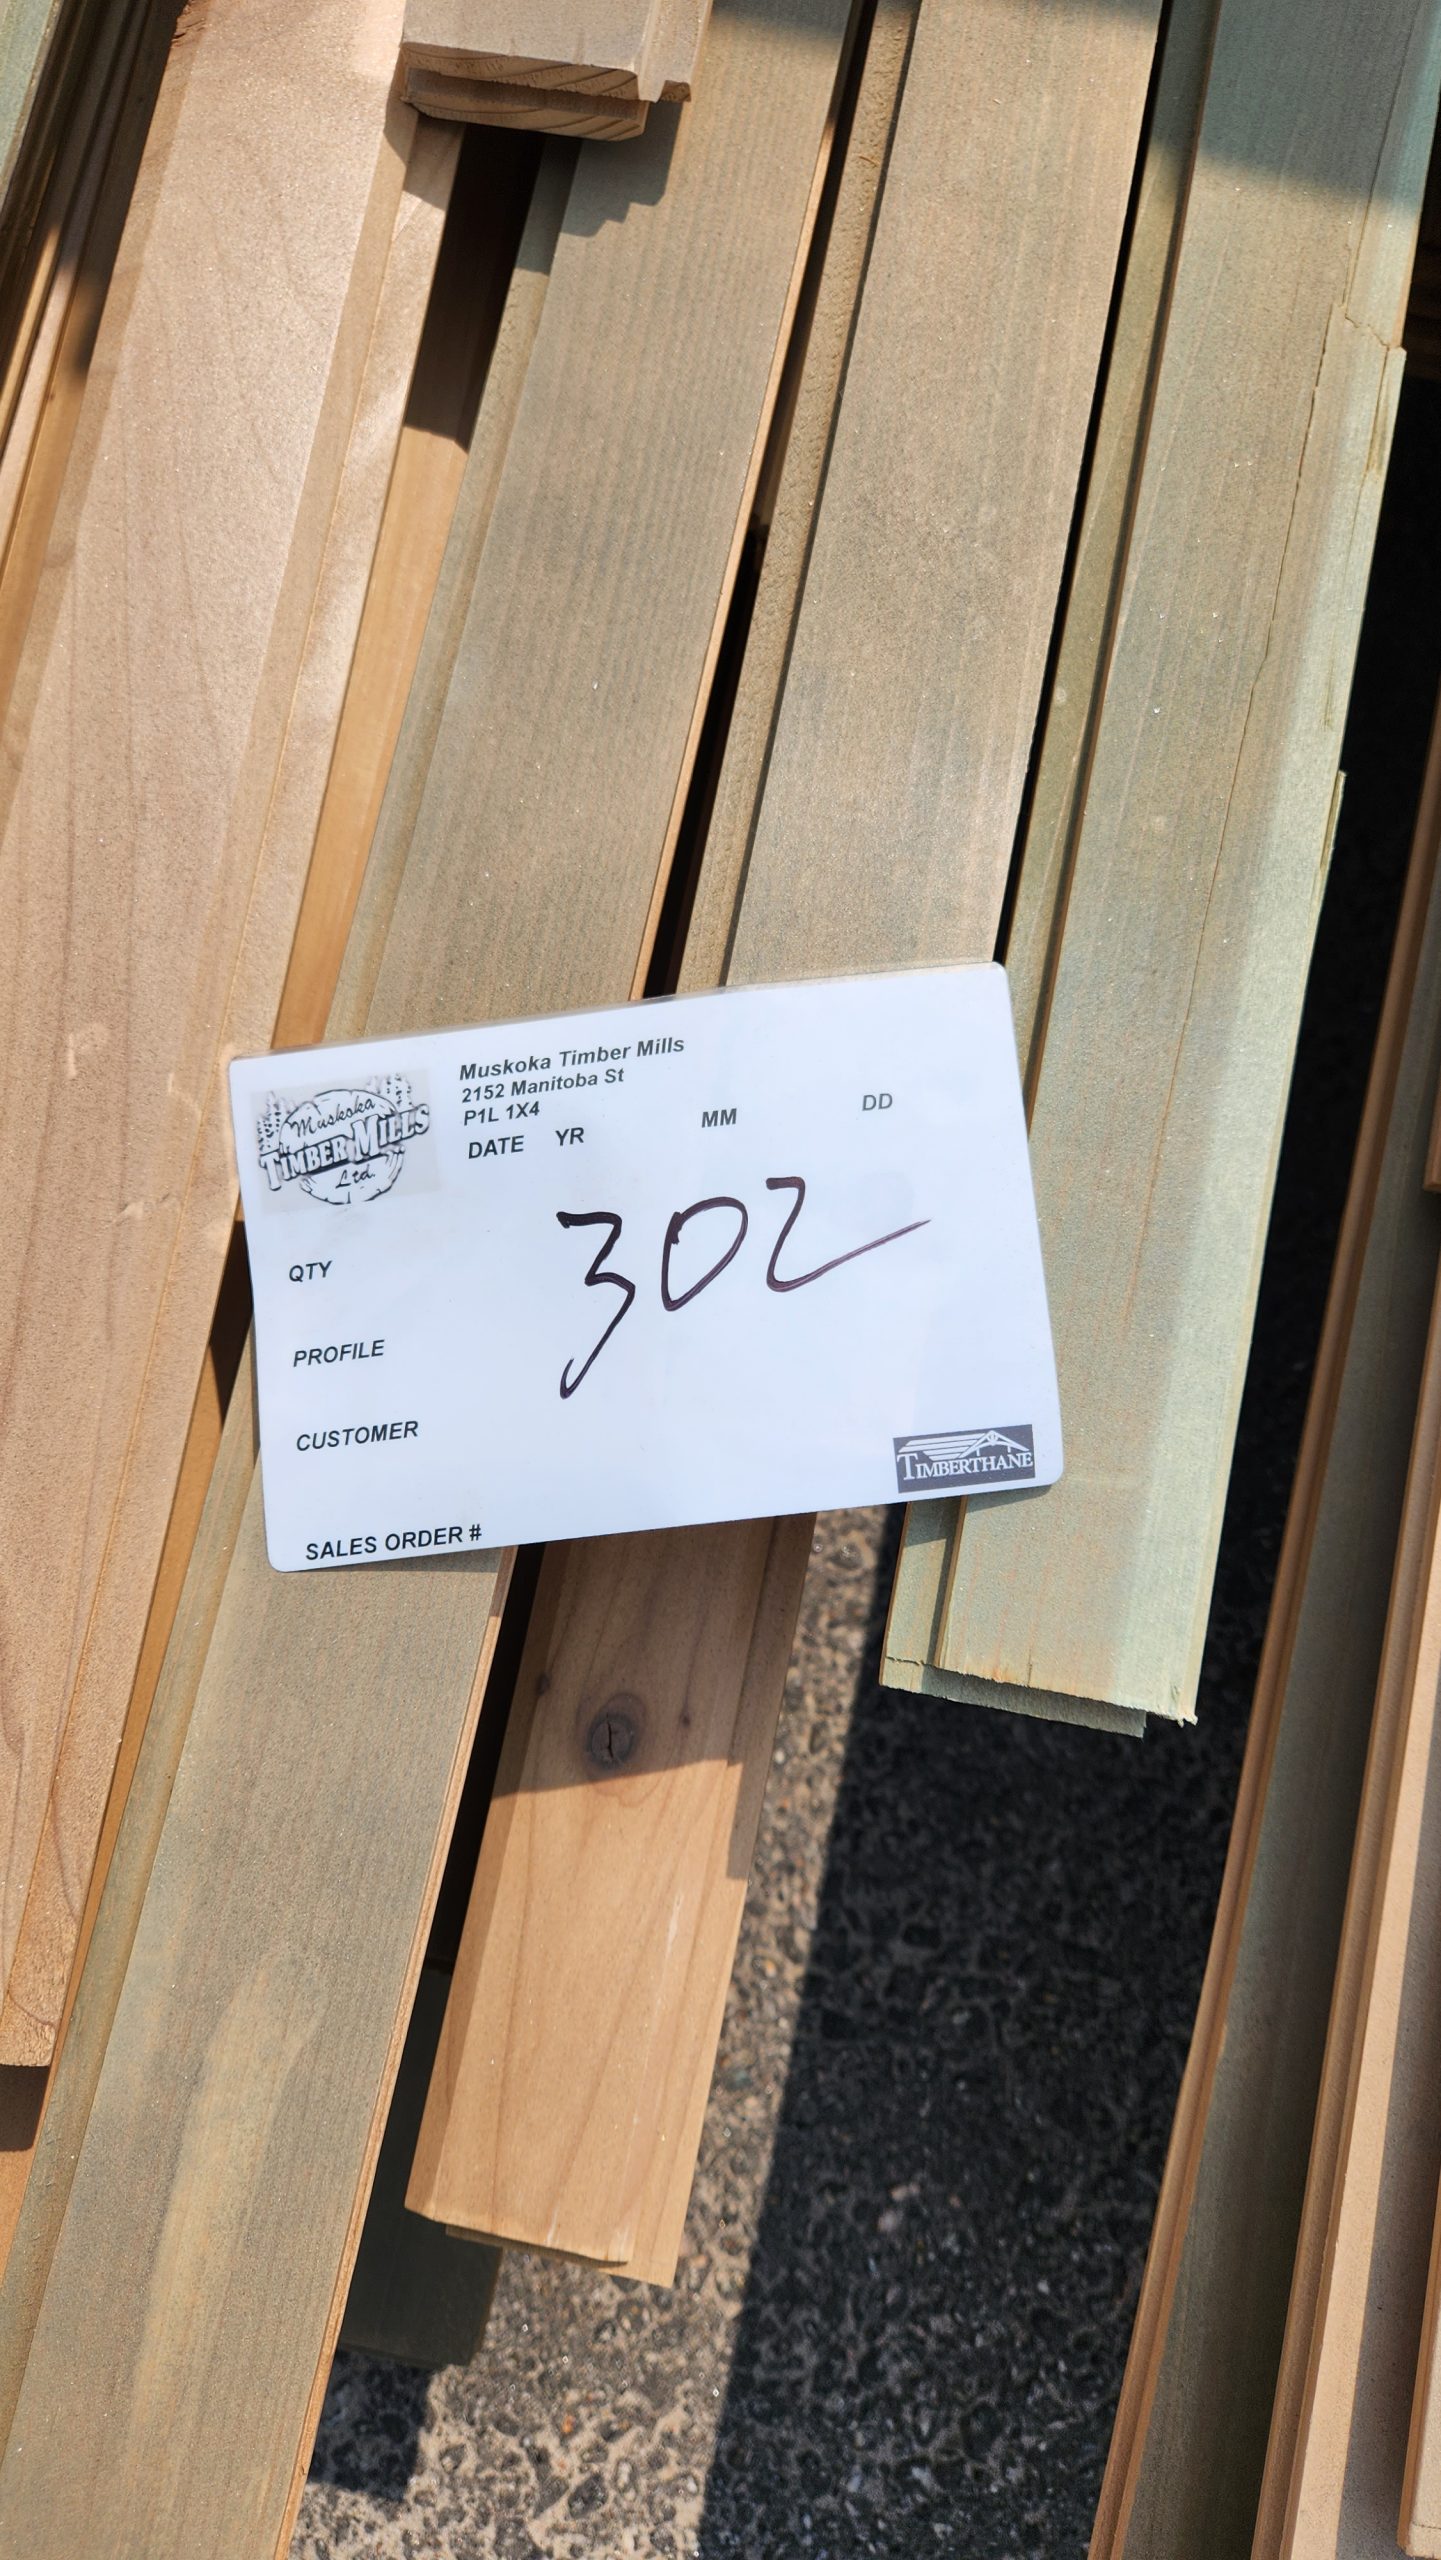 Muskoka
TIMBER MILLS
Ltd.
Muskoka Timber Mills
2152 Manitoba St
P1L 1X4
DATE YR MM DD
302
QTY
PROFILE
CUSTOMER
TIMBERTHANE
SALES ORDER #